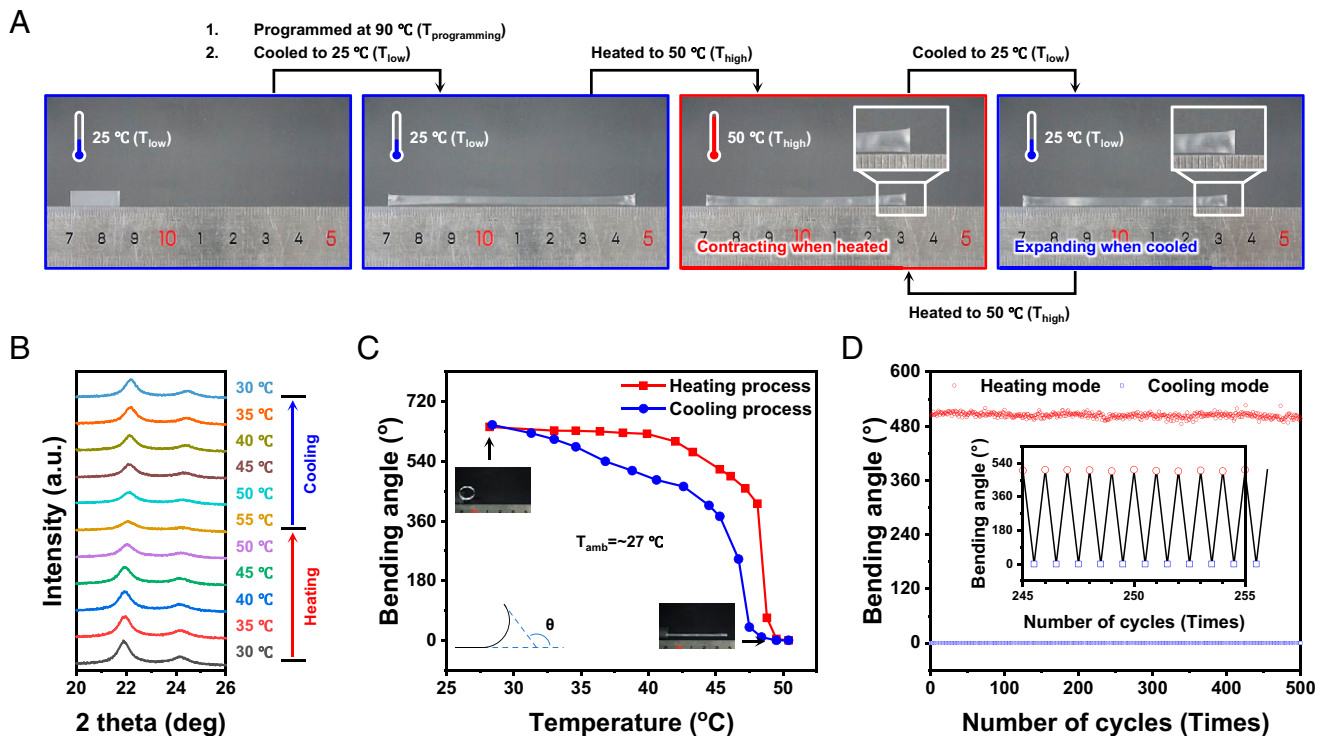 A
1. Programmed at 90 ℃ (Tprogramming)
2. Cooled to 25 ℃ (Tlow)
Heated to 50 ℃ (Thigh)
Cooled to 25 ℃ (Tlow)
25 ℃ (Tlow)
25 ℃ (Tlow)
50 ℃ (Thigh)
25 ℃ (Tlow)
7 8 9 10 1 2 3 4 5
7 8 9 10 1 2 3 4 5
7 8 9 10 1 2 3 4 5
7 8 9 10 1 2 3 4 5
Contracting when heated
Expanding when cooled
Heated to 50 ℃ (Thigh)
B
Intensity (a.u.)
30 ℃
35 ℃
40 ℃
45 ℃
50 ℃
55 ℃
50 ℃
45 ℃
40 ℃
35 ℃
30 ℃
Cooling
Heating
20 22 24 26
2 theta (deg)
C
Bending angle (°)
720
540
360
180
0
Heating process
Cooling process
Tamb=~27 ℃
θ
25 30 35 40 45 50
Temperature (°C)
D
Bending angle (°)
600
480
360
240
120
0
Heating mode
Cooling mode
Bending angle (°)
540
360
180
0
245 250 255
Number of cycles (Times)
0 100 200 300 400 500
Number of cycles (Times)